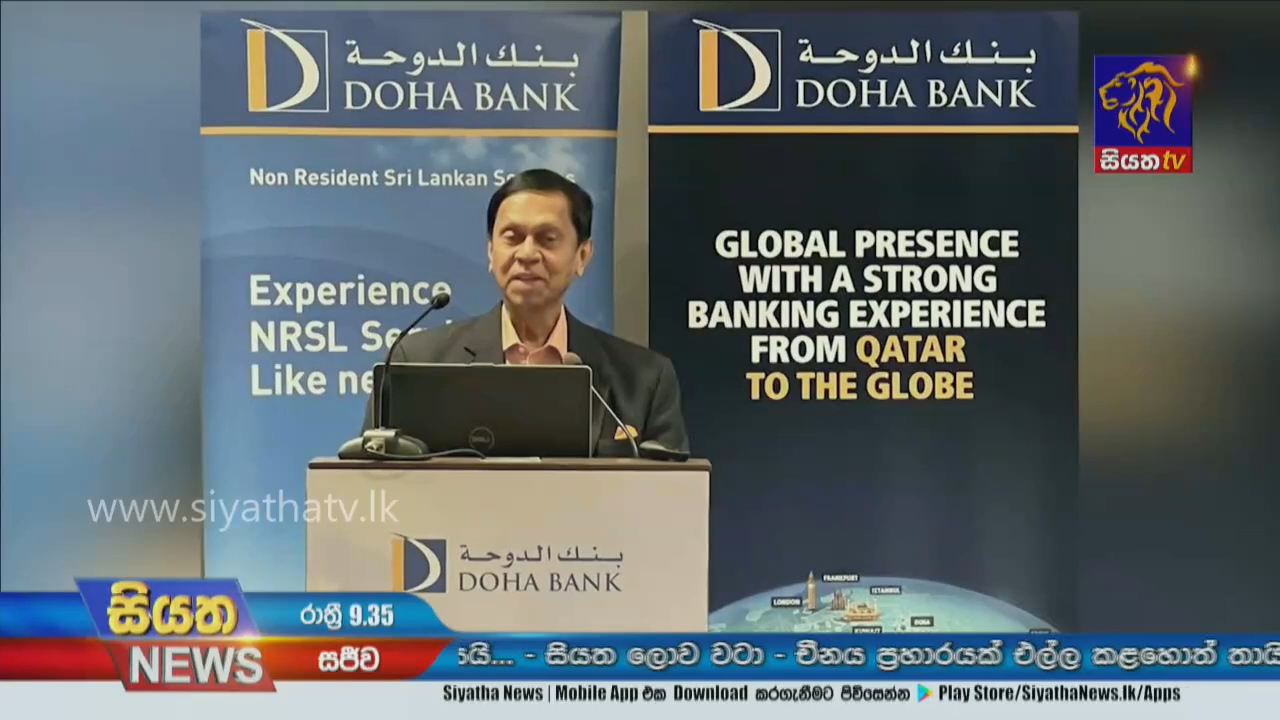 بنك الدوحة
DOHA BANK
بنك الدوحة
DOHA BANK
සියත tv
Non Resident Sri Lankan
Experience
NRSL
Like
GLOBAL PRESENCE
WITH A STRONG
BANKING EXPERIENCE
FROM QATAR
TO THE GLOBE
DELL
www.siyathatv.lk
بنك الدوحة
DOHA BANK
FRANKFURT
LONDON
ISTANBUL
KUWAIT
DOHA
සියත
NEWS
රාත්‍රී 9.35
සජීව
සියත ලොව වටා - චීනය ප්‍රහාරයක් එල්ල කළහොත්
Siyatha News | Mobile App එක Download කරගැනීමට පිවිසෙන්න Play Store/SiyathaNews.lk/Apps